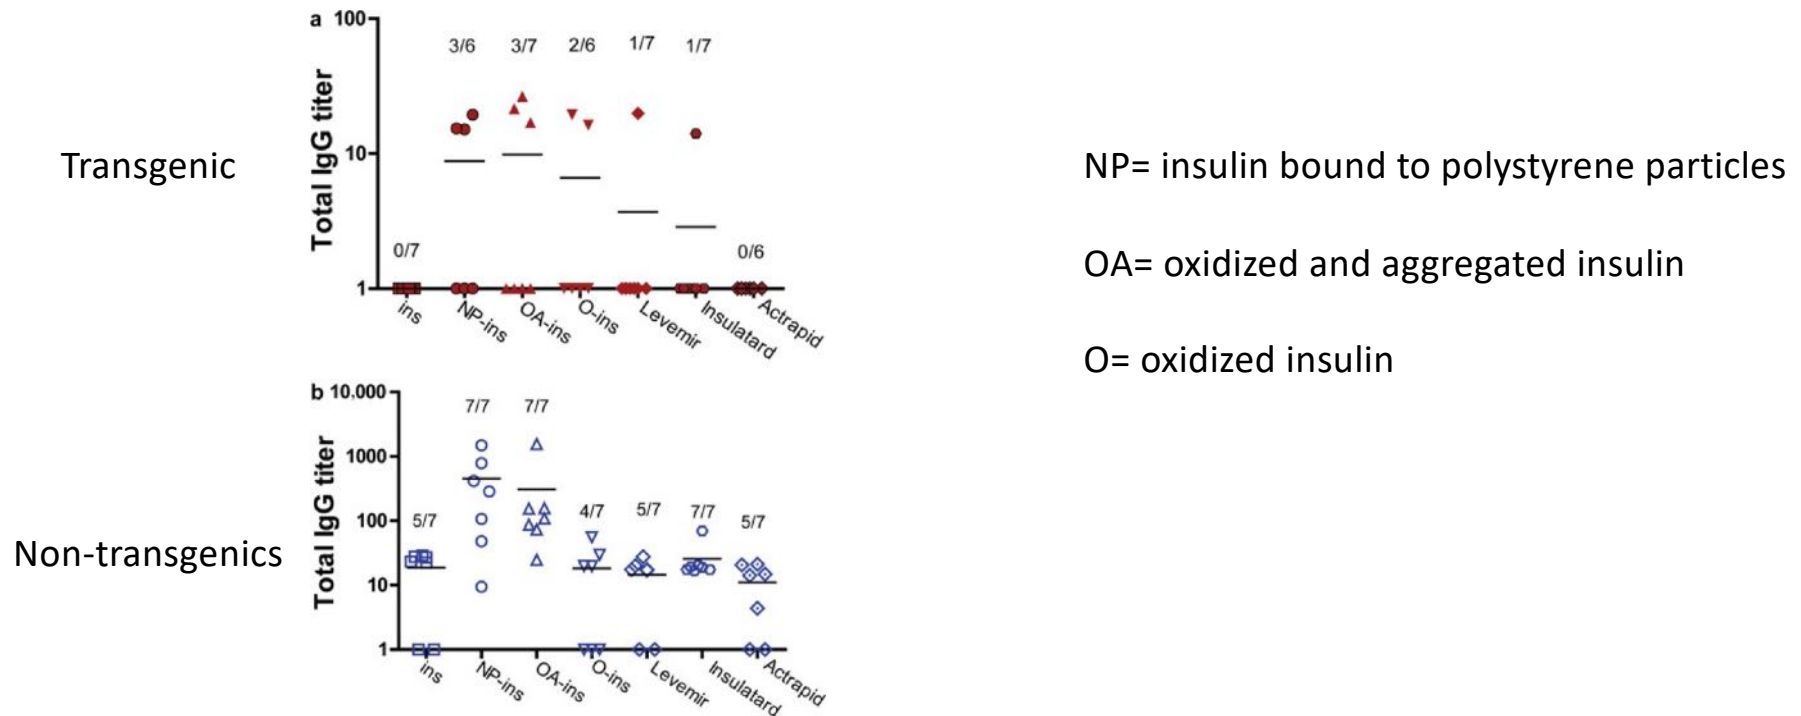 a 100
3/6 3/7 2/6 1/7 1/7
Total IgG titer
10
0/7 0/6
1
ins NP-ins OA-ins O-ins Levemir Insulatard Actrapid
Transgenic
NP= insulin bound to polystyrene particles
OA= oxidized and aggregated insulin
O= oxidized insulin
b 10,000
7/7 7/7
1000
Total IgG titer
5/7 4/7 5/7 7/7 5/7
100
10
1
ins NP-ins OA-ins O-ins Levemir Insulatard Actrapid
Non-transgenics